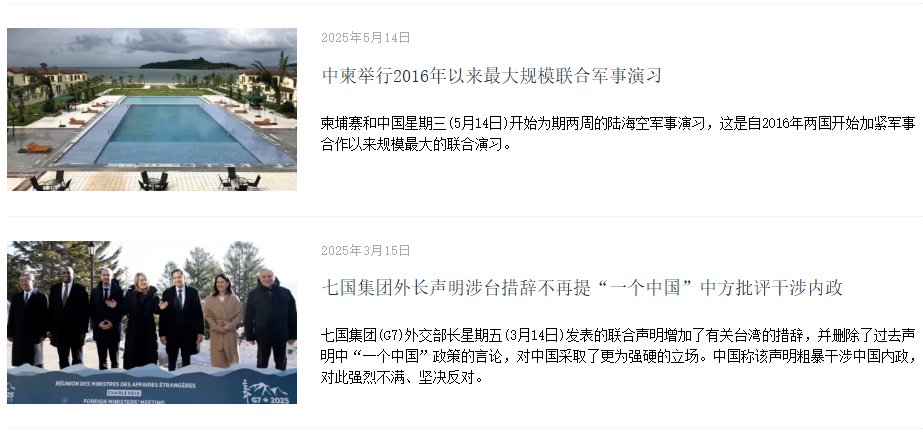 2025年5月14日
中柬举行2016年以来最大规模联合军事演习
柬埔寨和中国星期三(5月14日)开始为期两周的陆海空军事演习，这是自2016年两国开始加紧军事
合作以来规模最大的联合演习。
2025年3月15日
七国集团外长声明涉台措辞不再提“一个中国”中方批评干涉内政
七国集团(G7)外交部长星期五(3月14日)发表的联合声明增加了有关台湾的措辞，并删除了过去声
明中“一个中国”政策的言论，对中国采取了更为强硬的立场。中国称该声明粗暴干涉中国内政，
对此强烈不满、坚决反对。
RÉUNION DES MINISTRES DES AFFAIRES ÉTRANGÈRES
CHARLEVOIX
FOREIGN MINISTERS' MEETING
G7 2025